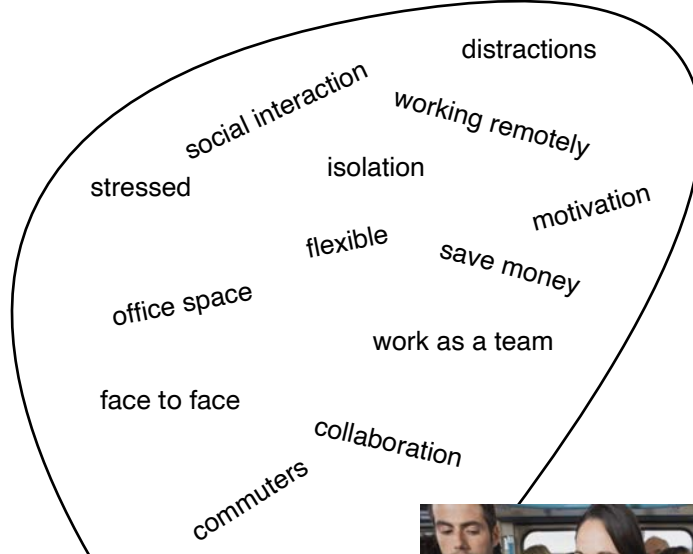 distractions
social interaction
working remotely
isolation
stressed
motivation
flexible
save money
office space
work as a team
face to face
collaboration
commuters